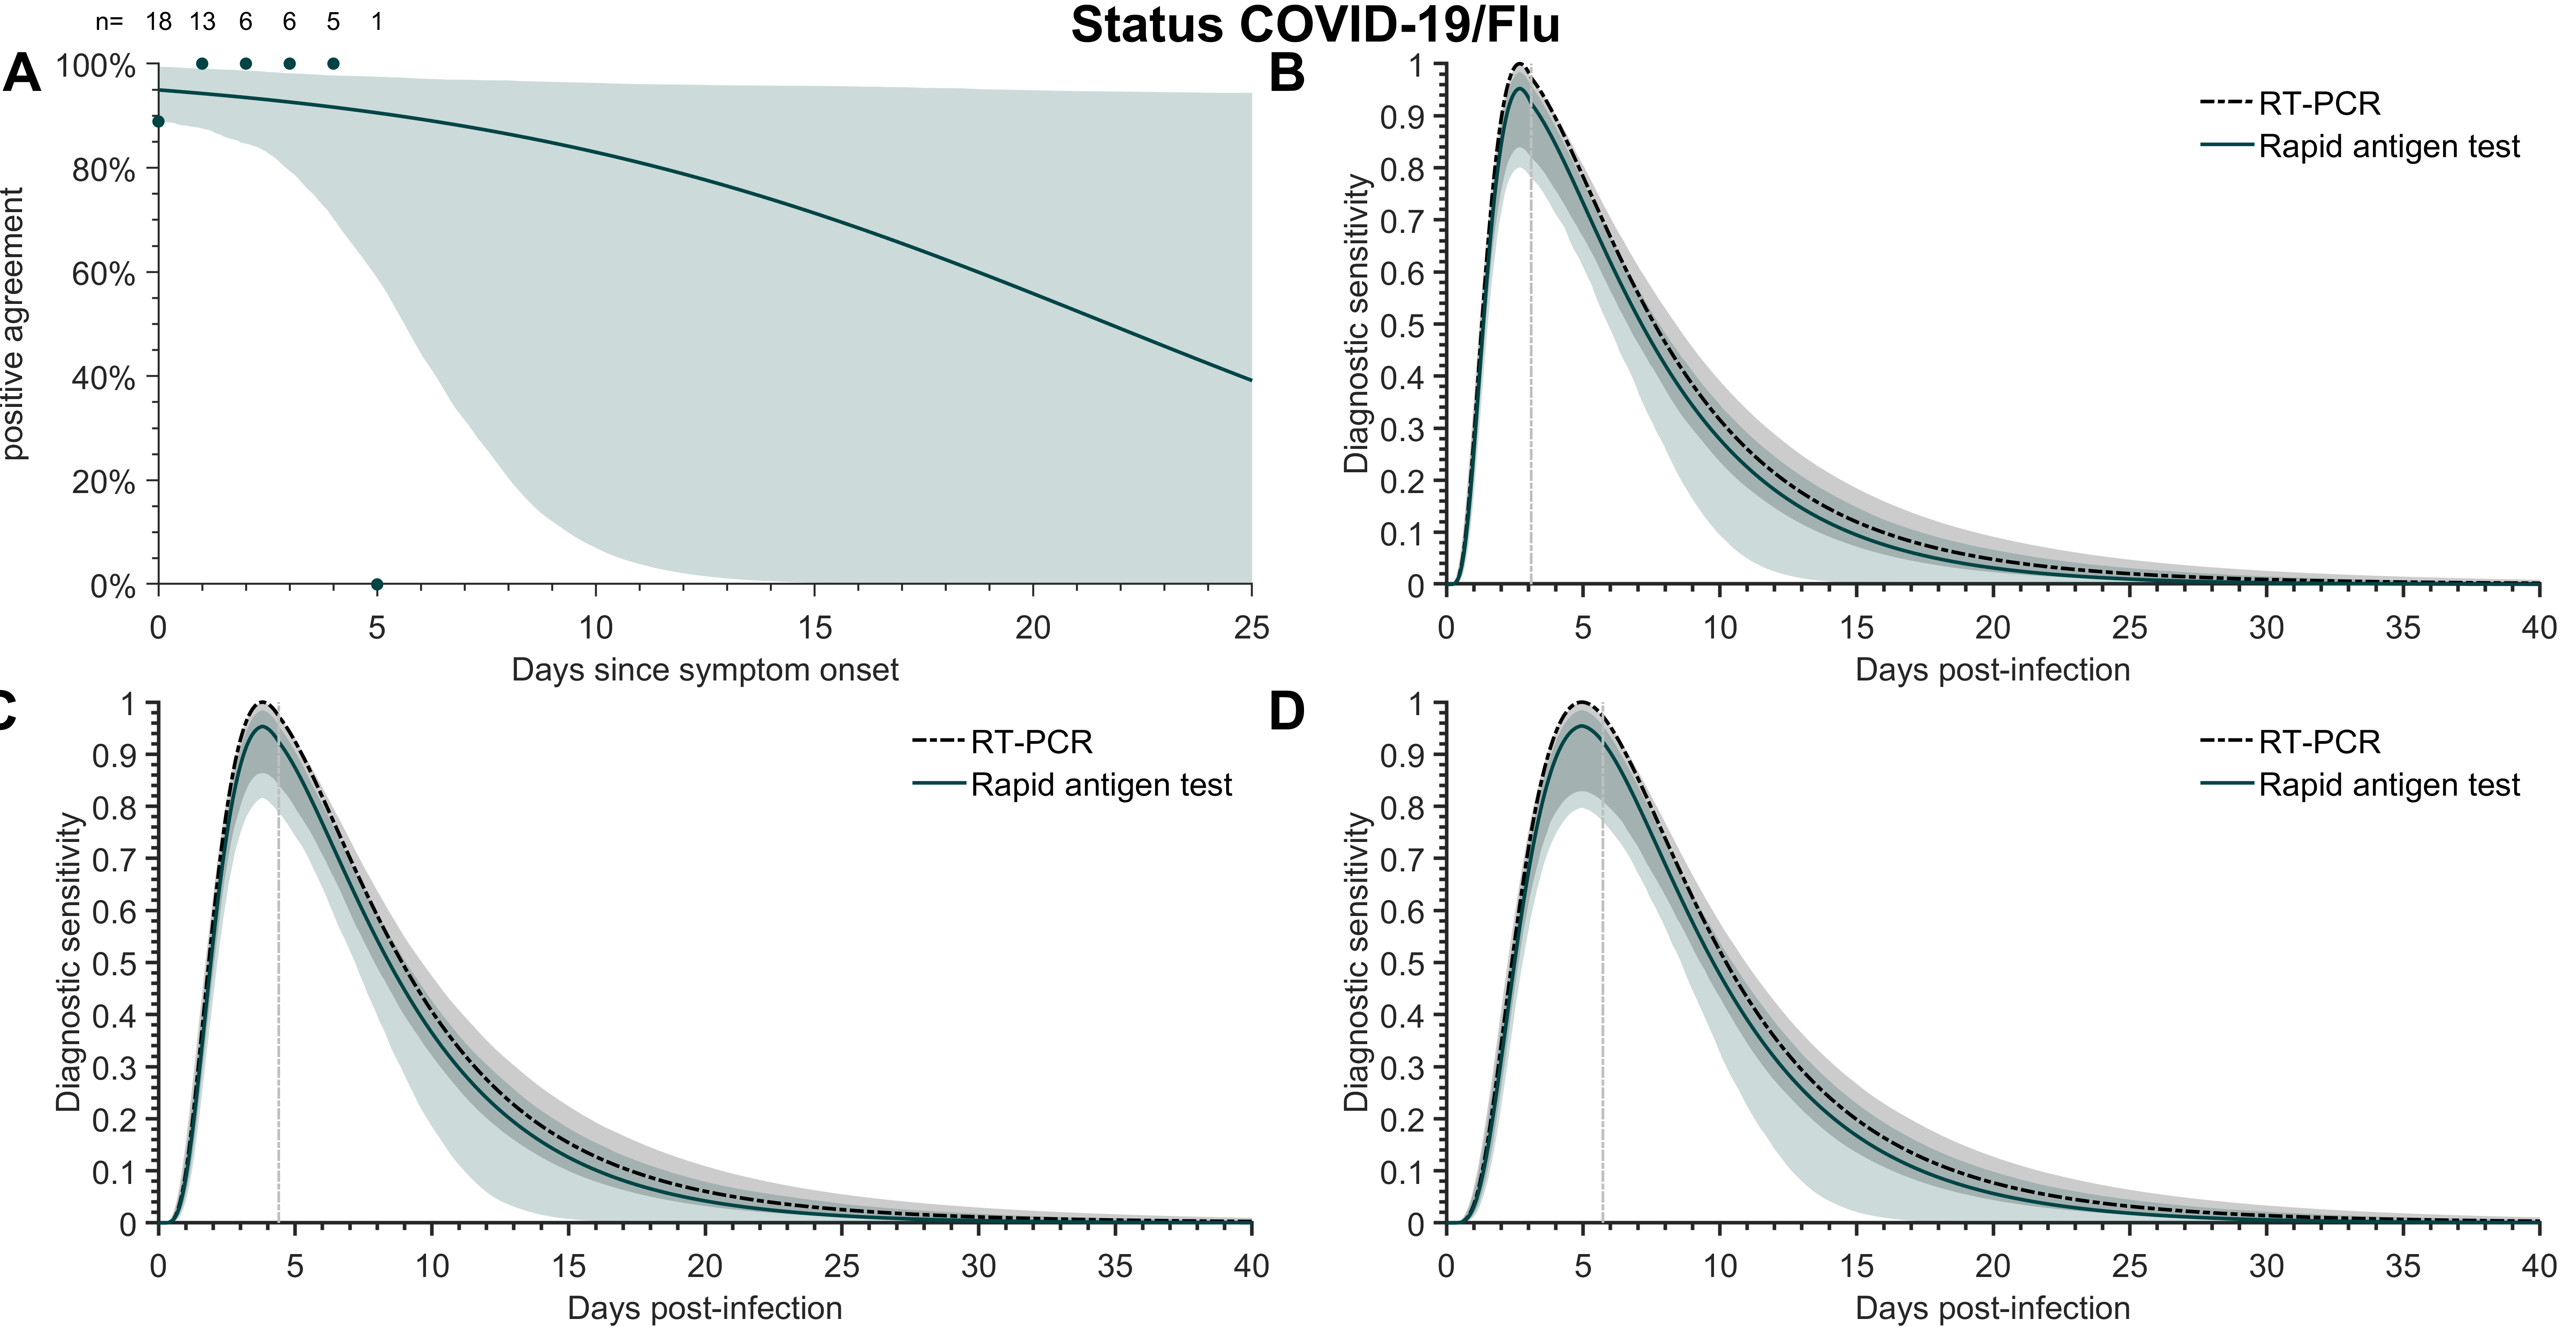 Status COVID-19/Flu
n= 18 13 6 6 5 1
A
100%
80%
60%
40%
20%
0%
positive agreement
0 5 10 15 20 25
Days since symptom onset
B
1
0.9
0.8
0.7
0.6
0.5
0.4
0.3
0.2
0.1
0
Diagnostic sensitivity
RT-PCR
Rapid antigen test
0 5 10 15 20 25 30 35 40
Days post-infection
C
1
0.9
0.8
0.7
0.6
0.5
0.4
0.3
0.2
0.1
0
Diagnostic sensitivity
RT-PCR
Rapid antigen test
0 5 10 15 20 25 30 35 40
Days post-infection
D
1
0.9
0.8
0.7
0.6
0.5
0.4
0.3
0.2
0.1
0
Diagnostic sensitivity
RT-PCR
Rapid antigen test
0 5 10 15 20 25 30 35 40
Days post-infection